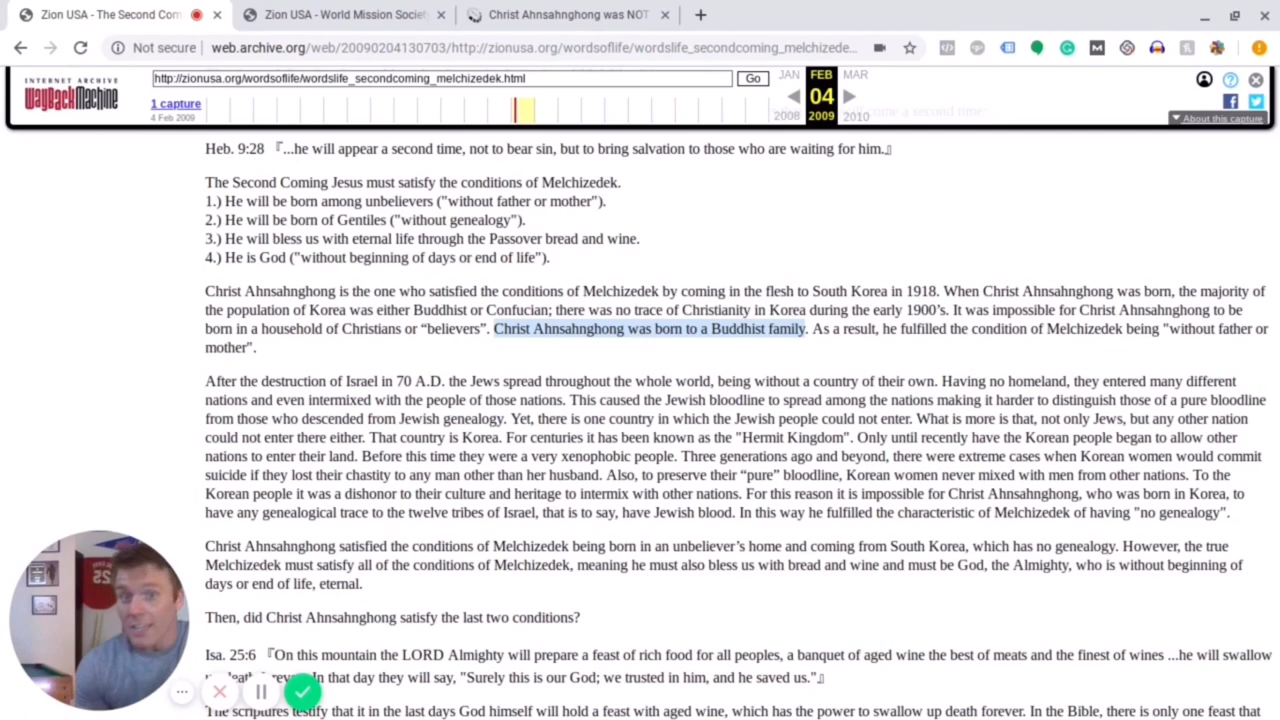 Zion USA - The Second Com
Zion USA - World Mission Society
Christ Ahnsahnghong was NOT
Not secure
web.archive.org/web/20090204130703/http://zionusa.org/wordsoflife/wordslife_secondcoming_melchizede...
INTERNET ARCHIVE
WayBackMachine
http://zionusa.org/wordsoflife/wordslife_secondcoming_melchizedek.html
Go
JAN
FEB
MAR
1 capture
4 Feb 2009
04
2008
2009
2010
About this capture
will come a second time:
Heb. 9:28 『...he will appear a second time, not to bear sin, but to bring salvation to those who are waiting for him.』
The Second Coming Jesus must satisfy the conditions of Melchizedek.
1.) He will be born among unbelievers ("without father or mother").
2.) He will be born of Gentiles ("without genealogy").
3.) He will bless us with eternal life through the Passover bread and wine.
4.) He is God ("without beginning of days or end of life").
Christ Ahnsahnghong is the one who satisfied the conditions of Melchizedek by coming in the flesh to South Korea in 1918. When Christ Ahnsahnghong was born, the majority of
the population of Korea was either Buddhist or Confucian; there was no trace of Christianity in Korea during the early 1900's. It was impossible for Christ Ahnsahnghong to be
born in a household of Christians or “believers”. Christ Ahnsahnghong was born to a Buddhist family. As a result, he fulfilled the condition of Melchizedek being "without father or
mother".
After the destruction of Israel in 70 A.D. the Jews spread throughout the whole world, being without a country of their own. Having no homeland, they entered many different
nations and even intermixed with the people of those nations. This caused the Jewish bloodline to spread among the nations making it harder to distinguish those of a pure bloodline
from those who descended from Jewish genealogy. Yet, there is one country in which the Jewish people could not enter. What is more is that, not only Jews, but any other nation
could not enter there either. That country is Korea. For centuries it has been known as the "Hermit Kingdom". Only until recently have the Korean people began to allow other
nations to enter their land. Before this time they were a very xenophobic people. Three generations ago and beyond, there were extreme cases when Korean women would commit
suicide if they lost their chastity to any man other than her husband. Also, to preserve their “pure” bloodline, Korean women never mixed with men from other nations. To the
Korean people it was a dishonor to their culture and heritage to intermix with other nations. For this reason it is impossible for Christ Ahnsahnghong, who was born in Korea, to
have any genealogical trace to the twelve tribes of Israel, that is to say, have Jewish blood. In this way he fulfilled the characteristic of Melchizedek of having "no genealogy".
Christ Ahnsahnghong satisfied the conditions of Melchizedek being born in an unbeliever’s home and coming from South Korea, which has no genealogy. However, the true
Melchizedek must satisfy all of the conditions of Melchizedek, meaning he must also bless us with bread and wine and must be God, the Almighty, who is without beginning of
days or end of life, eternal.
Then, did Christ Ahnsahnghong satisfy the last two conditions?
Isa. 25:6 『On this mountain the LORD Almighty will prepare a feast of rich food for all peoples, a banquet of aged wine the best of meats and the finest of wines ...he will swallow
In that day they will say, "Surely this is our God; we trusted in him, and he saved us."』
The scriptures testify that it in the last days God himself will hold a feast with aged wine, which has the power to swallow up death forever. In the Bible, there is only one feast that
25